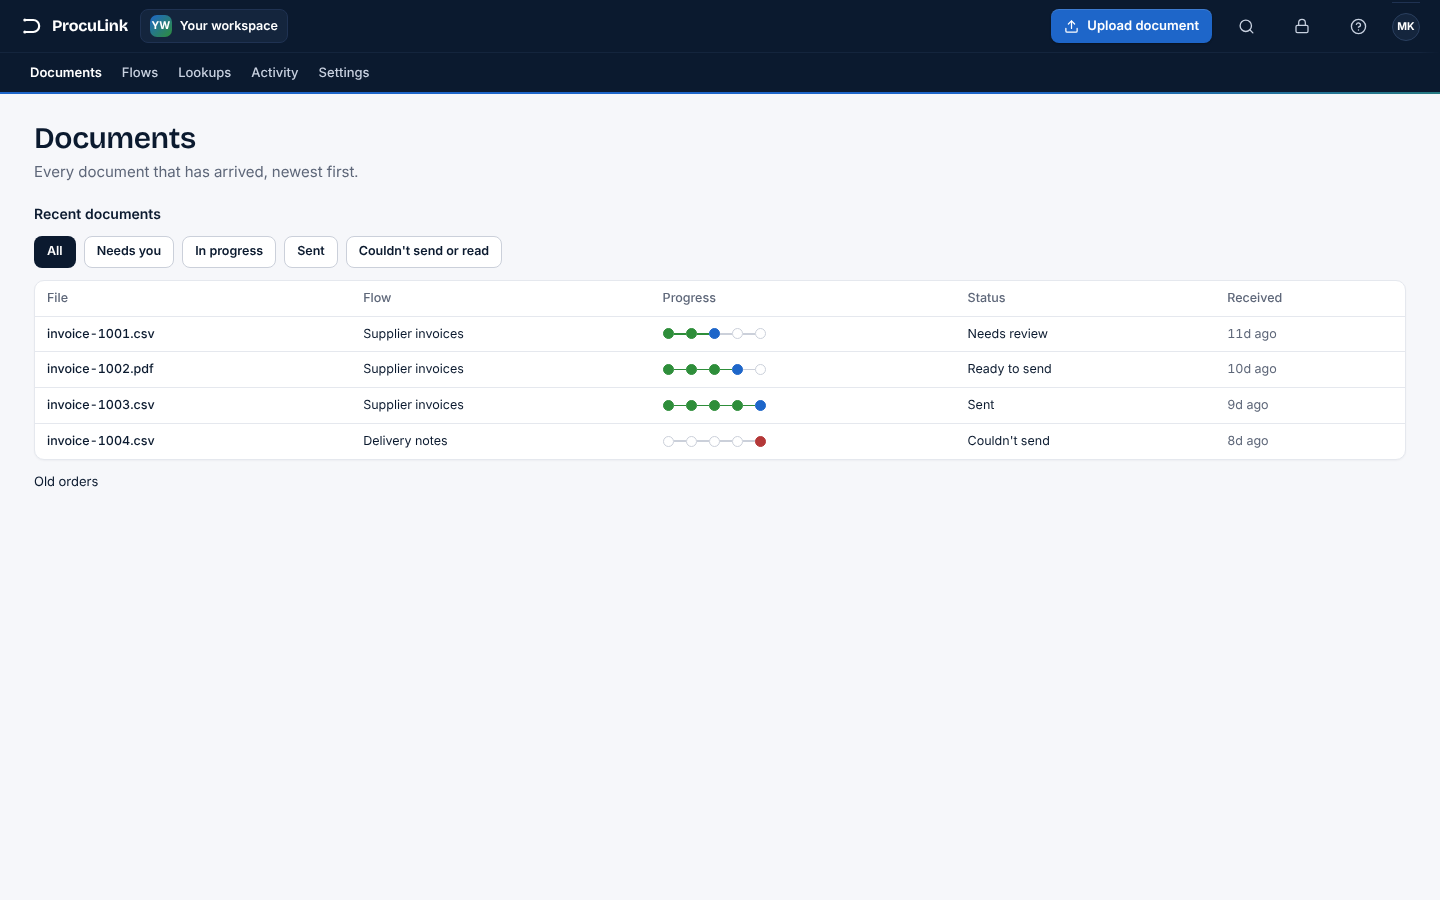 ProcuLink YW Your workspace Upload document MK
Documents Flows Lookups Activity Settings
Documents
Every document that has arrived, newest first.
Recent documents
All Needs you In progress Sent Couldn't send or read
File Flow Progress Status Received
invoice-1001.csv Supplier invoices Needs review 11d ago
invoice-1002.pdf Supplier invoices Ready to send 10d ago
invoice-1003.csv Supplier invoices Sent 9d ago
invoice-1004.csv Delivery notes Couldn't send 8d ago
Old orders